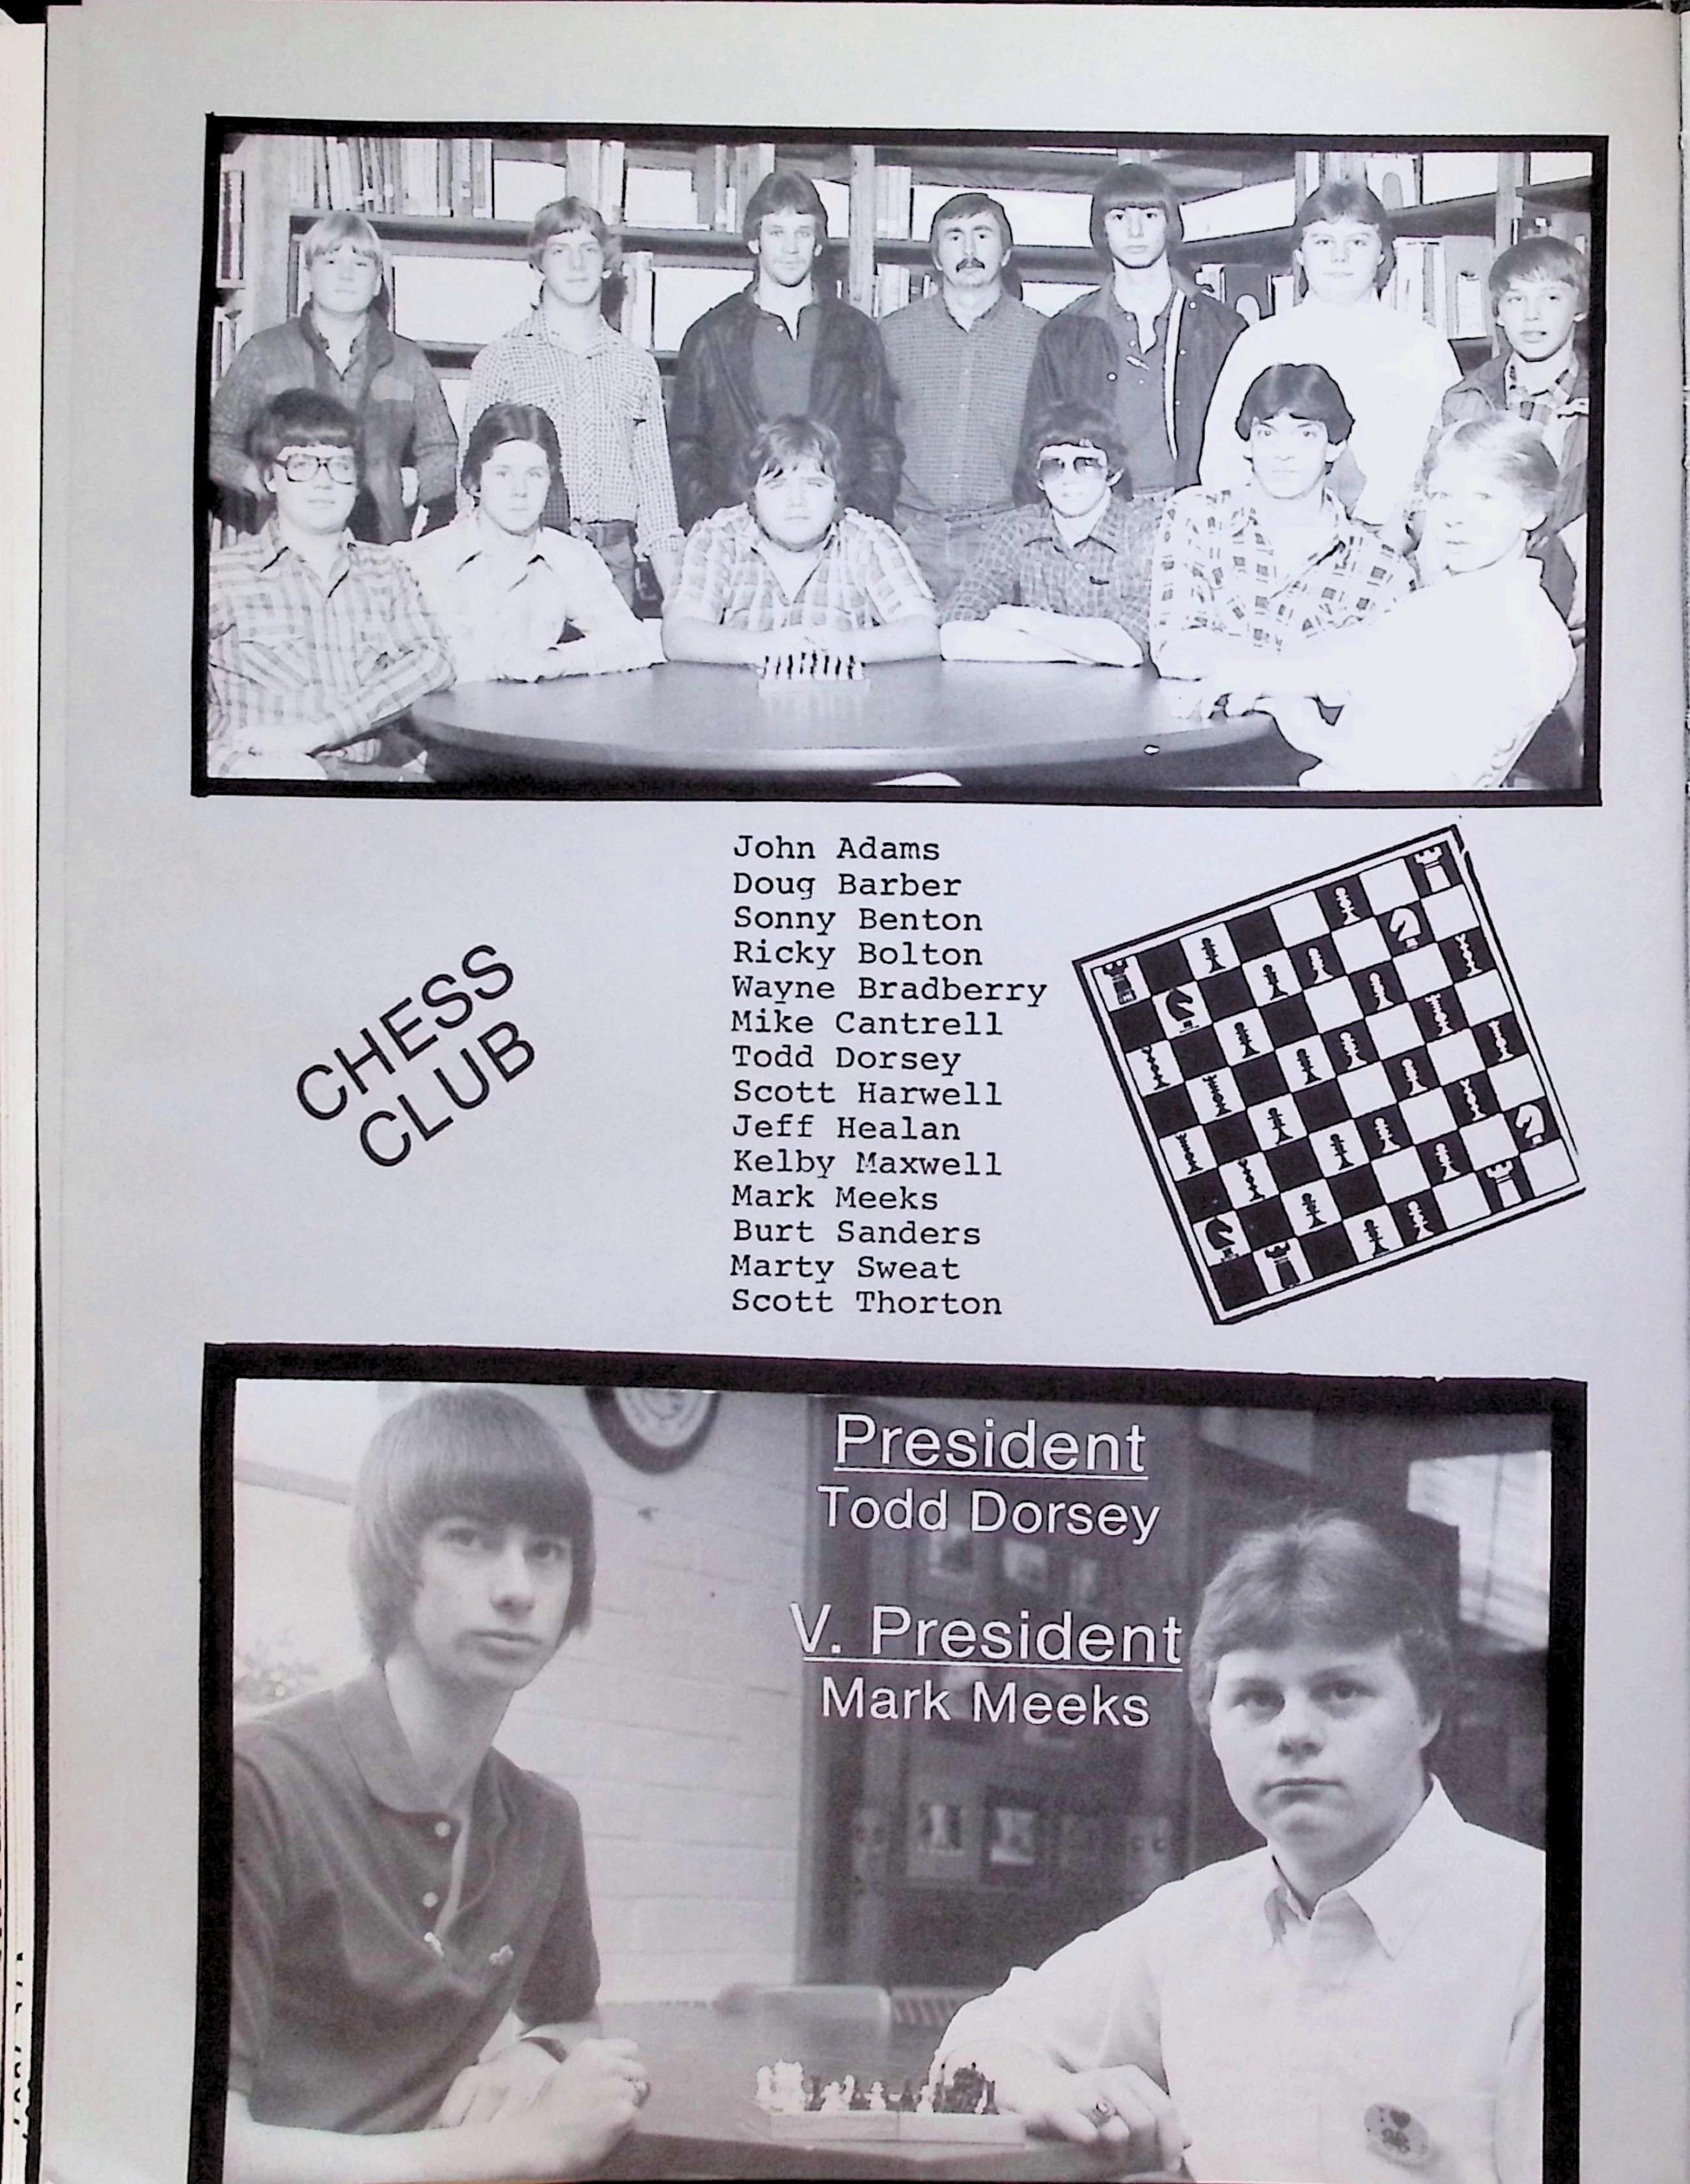 CHESS
CLUB
John Adams
Doug Barber
Sonny Benton
Ricky Bolton
Wayne Bradberry
Mike Cantrell
Todd Dorsey
Scott Harwell
Jeff Healan
Kelby Maxwell
Mark Meeks
Burt Sanders
Marty Sweat
Scott Thorton
President
Todd Dorsey
V. President
Mark Meeks